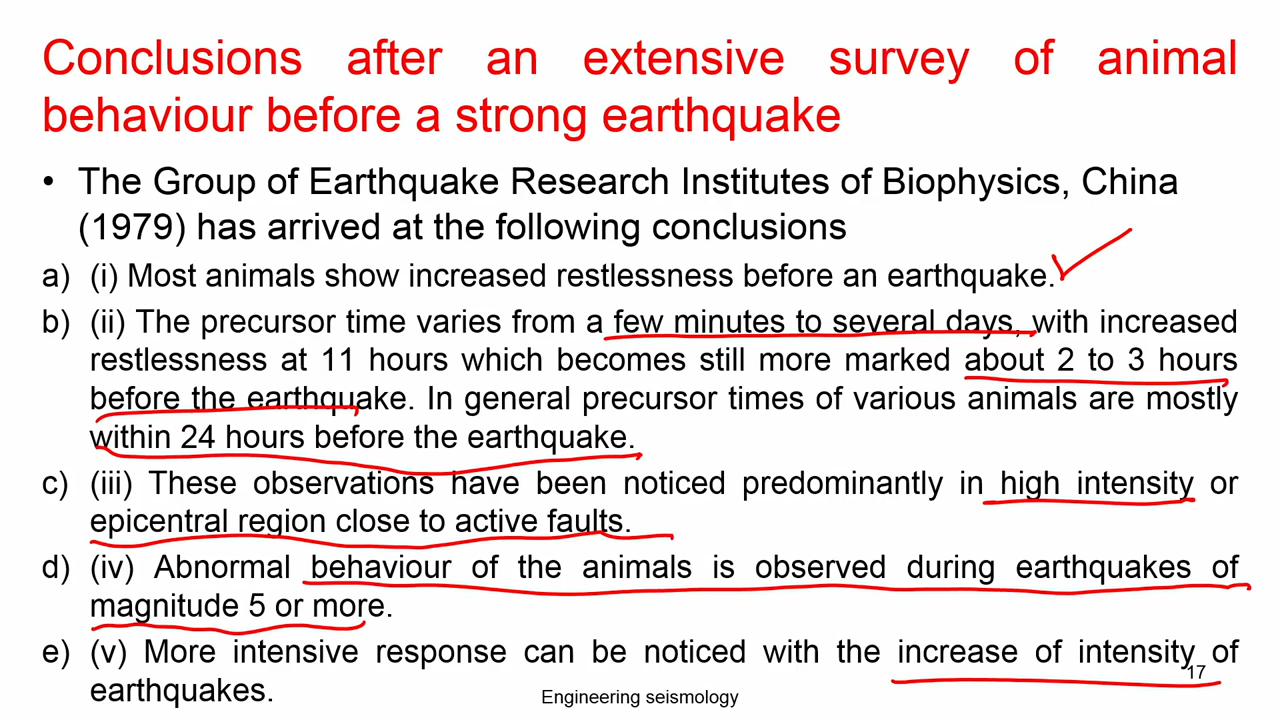 Conclusions after an extensive survey of animal
behaviour before a strong earthquake
• The Group of Earthquake Research Institutes of Biophysics, China
(1979) has arrived at the following conclusions
a) (i) Most animals show increased restlessness before an earthquake.
b) (ii) The precursor time varies from a few minutes to several days, with increased
restlessness at 11 hours which becomes still more marked about 2 to 3 hours
before the earthquake. In general precursor times of various animals are mostly
within 24 hours before the earthquake.
c) (iii) These observations have been noticed predominantly in high intensity or
epicentral region close to active faults.
d) (iv) Abnormal behaviour of the animals is observed during earthquakes of
magnitude 5 or more.
e) (v) More intensive response can be noticed with the increase of intensity of
earthquakes.
17
Engineering seismology